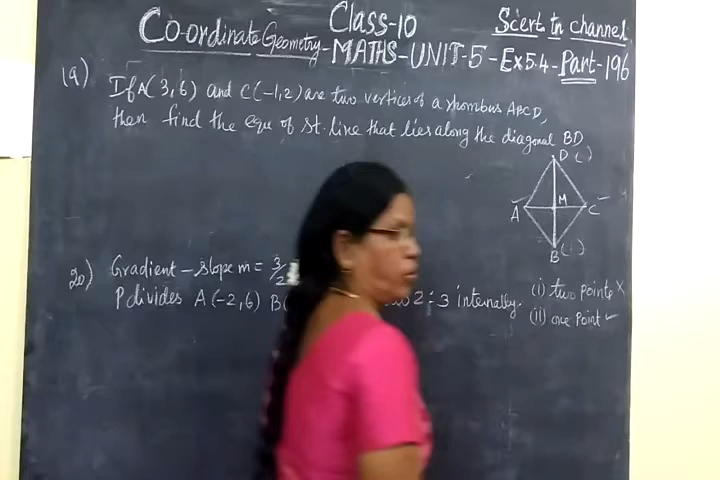 Class-10
Scert tn channel
Co-ordinate Geometry-MATHS-UNIT-5-Ex5.4-Part-196
19) If A(3,6) and C(-1,2) are two vertices of a rhombus ABCD,
then find the equ of st. line that lies along the diagonal BD
D ( )
A M C
B ( )
20) Gradient - slope m = 3/2
P divides A(-2,6) B( 2:3 internally.
(i) two points ×
(ii) one point ✓